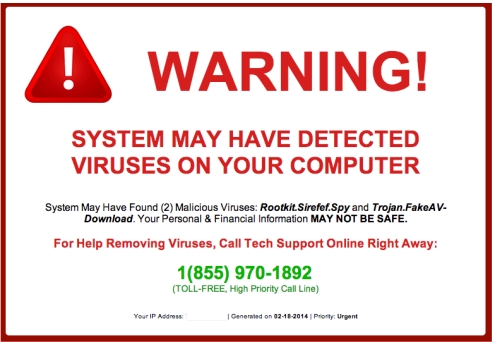 WARNING!
SYSTEM MAY HAVE DETECTED
VIRUSES ON YOUR COMPUTER
System May Have Found (2) Malicious Viruses: Rootkit.Sirefef.Spy and Trojan.FakeAV-
Download. Your Personal & Financial Information MAY NOT BE SAFE.
For Help Removing Viruses, Call Tech Support Online Right Away:
1(855) 970-1892
(TOLL-FREE, High Priority Call Line)
Your IP Address: | Generated on 02-18-2014 | Priority: Urgent